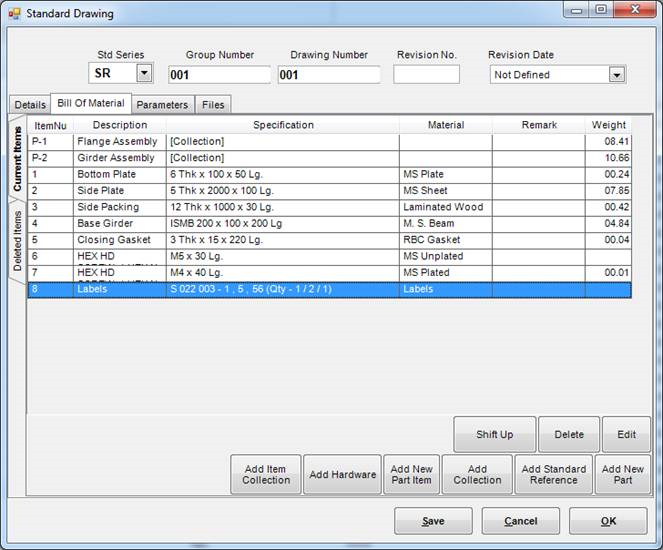 Standard Drawing
Std Series Group Number Drawing Number Revision No. Revision Date
SR 001 001 Not Defined
Details Bill Of Material Parameters Files
Current Items
Deleted Items
ItemNu Description Specification Material Remark Weight
P-1 Flange Assembly [Collection] 08.41
P-2 Girder Assembly [Collection] 10.66
1 Bottom Plate 6 Thk x 100 x 50 Lg. MS Plate 00.24
2 Side Plate 5 Thk x 2000 x 100 Lg. MS Sheet 07.85
3 Side Packing 12 Thk x 1000 x 30 Lg. Laminated Wood 00.42
4 Base Girder ISMB 200 x 100 x 200 Lg M. S. Beam 04.84
5 Closing Gasket 3 Thk x 15 x 220 Lg. RBC Gasket 00.04
6 HEX HD M5 x 30 Lg. MS Unplated
7 HEX HD M4 x 40 Lg. MS Plated 00.01
8 Labels S 022 003 - 1 , 5 , 56 (Qty - 1 / 2 / 1) Labels
Shift Up Delete Edit
Add Item Collection Add Hardware Add New Part Item Add Collection Add Standard Reference Add New Part
Save Cancel OK